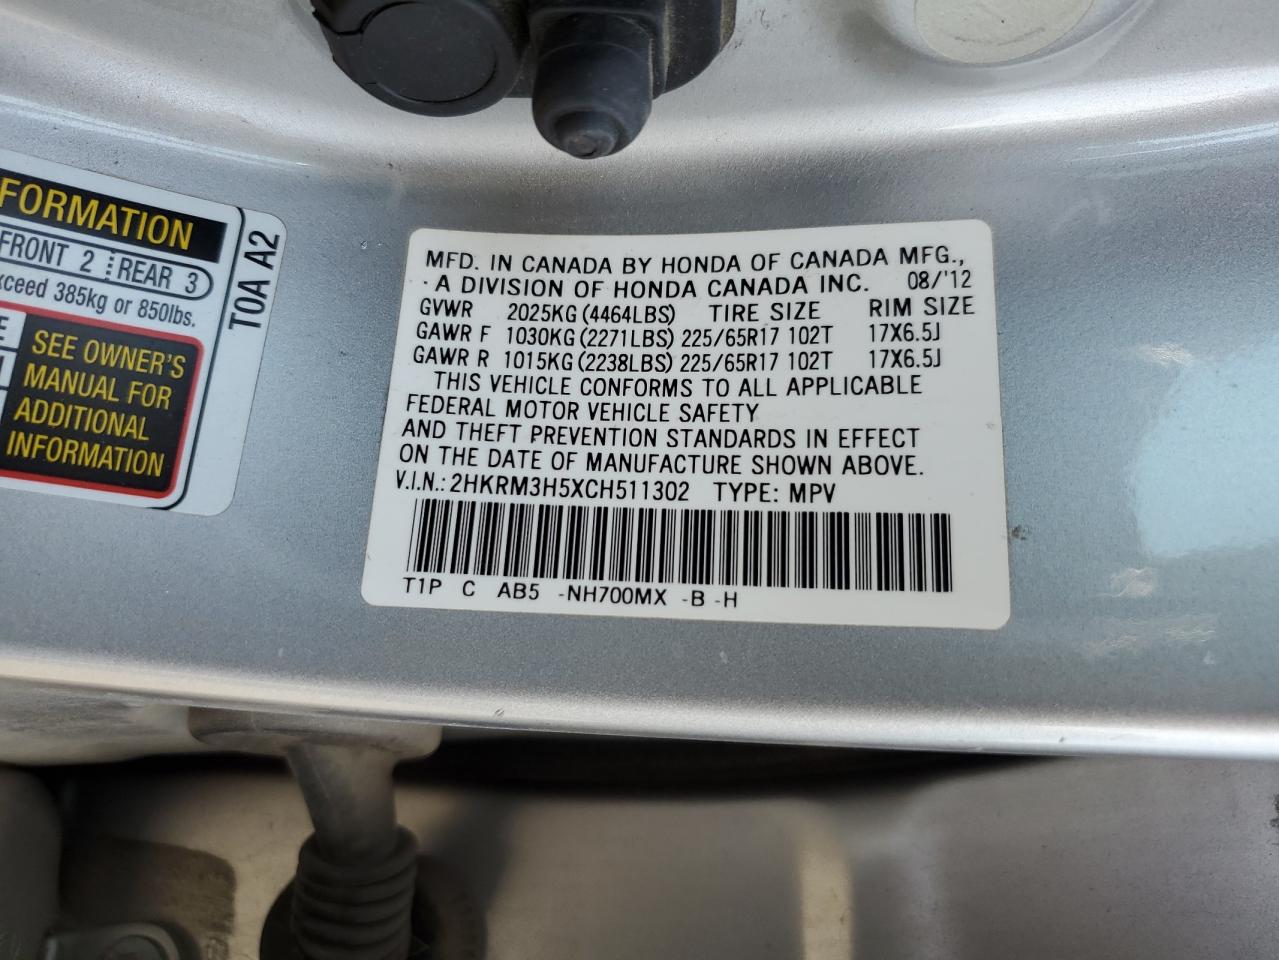 FORMATION
FRONT 2 REAR 3
xceed 385kg or 850lbs.
T0A A2
SEE OWNER'S
MANUAL FOR
ADDITIONAL
INFORMATION
MFD. IN CANADA BY HONDA OF CANADA MFG.,
A DIVISION OF HONDA CANADA INC. 08/'12
GVWR 2025KG (4464LBS) TIRE SIZE RIM SIZE
GAWR F 1030KG (2271LBS) 225/65R17 102T 17X6.5J
GAWR R 1015KG (2238LBS) 225/65R17 102T 17X6.5J
THIS VEHICLE CONFORMS TO ALL APPLICABLE
FEDERAL MOTOR VEHICLE SAFETY
AND THEFT PREVENTION STANDARDS IN EFFECT
ON THE DATE OF MANUFACTURE SHOWN ABOVE.
V.I.N.: 2HKRM3H5XCH511302 TYPE: MPV
T1P C AB5 -NH700MX -B -H